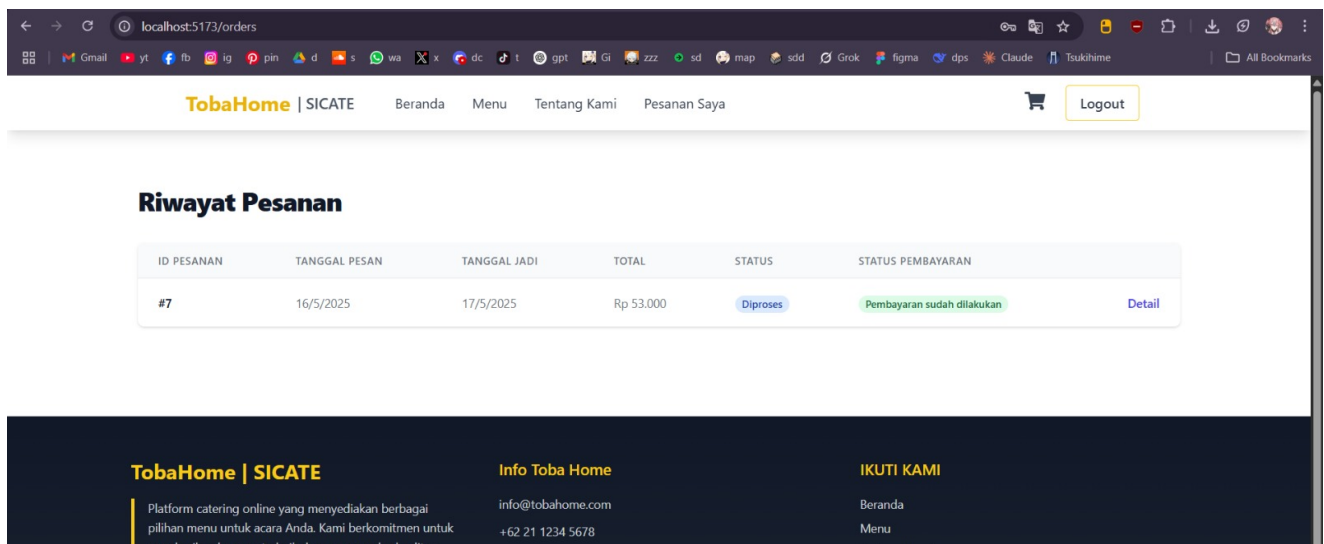 localhost:5173/orders
Gmail yt fb ig pin d s wa x dc t gpt Gi zzz sd map sdd Grok figma dps Claude Tsukihime All Bookmarks
TobaHome | SICATE Beranda Menu Tentang Kami Pesanan Saya Logout
Riwayat Pesanan
ID PESANAN TANGGAL PESAN TANGGAL JADI TOTAL STATUS STATUS PEMBAYARAN
#7 16/5/2025 17/5/2025 Rp 53.000 Diproses Pembayaran sudah dilakukan Detail
TobaHome | SICATE Info Toba Home IKUTI KAMI
Platform catering online yang menyediakan berbagai info@tobahome.com Beranda
pilihan menu untuk acara Anda. Kami berkomitmen untuk +62 21 1234 5678 Menu